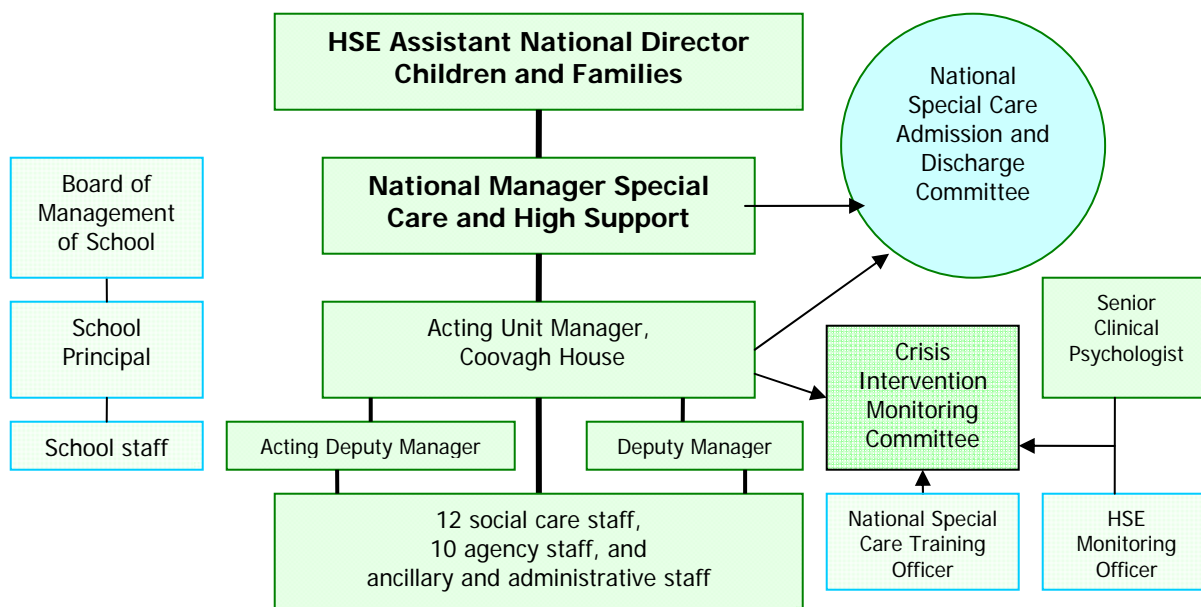 HSE Assistant National Director
Children and Families
National
Special Care
Admission and
Discharge
Committee
Board of
Management
of School
National Manager Special
Care and High Support
School
Principal
Acting Unit Manager,
Coovagh House
Senior
Clinical
Psychologist
Crisis
Intervention
Monitoring
Committee
School staff
Acting Deputy Manager
Deputy Manager
12 social care staff,
10 agency staff, and
ancillary and administrative staff
National Special
Care Training
Officer
HSE
Monitoring
Officer